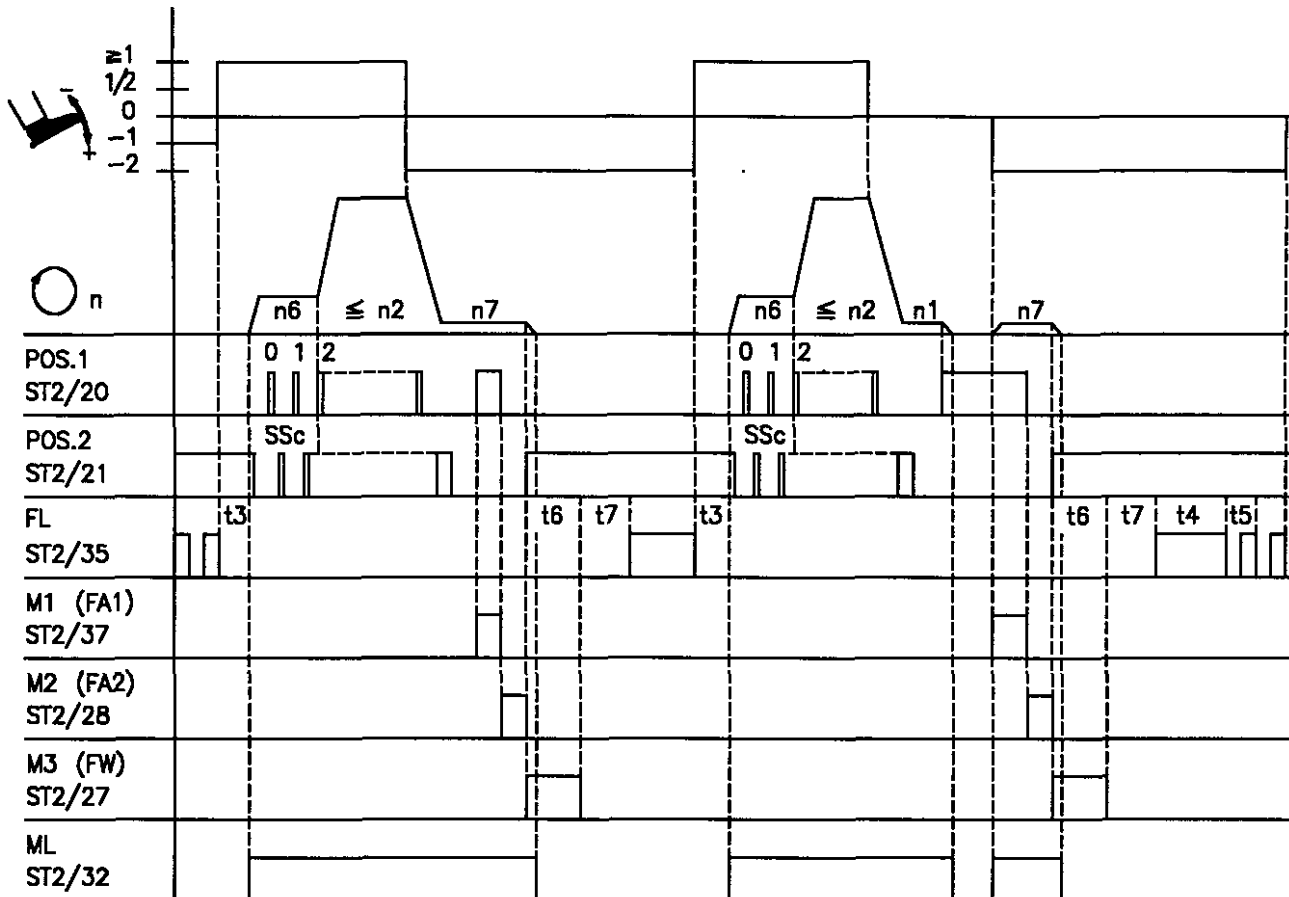 ≧1
1/2
0
-1
-2
-
+
n
n6 ≦ n2 n7 n6 ≦ n2 n1 n7
POS.1 0 1 2 0 1 2
ST2/20
POS.2 SSc SSc
ST2/21
FL t3 t6 t7 t3 t6 t7 t4 t5
ST2/35
M1 (FA1)
ST2/37
M2 (FA2)
ST2/28
M3 (FW)
ST2/27
ML
ST2/32